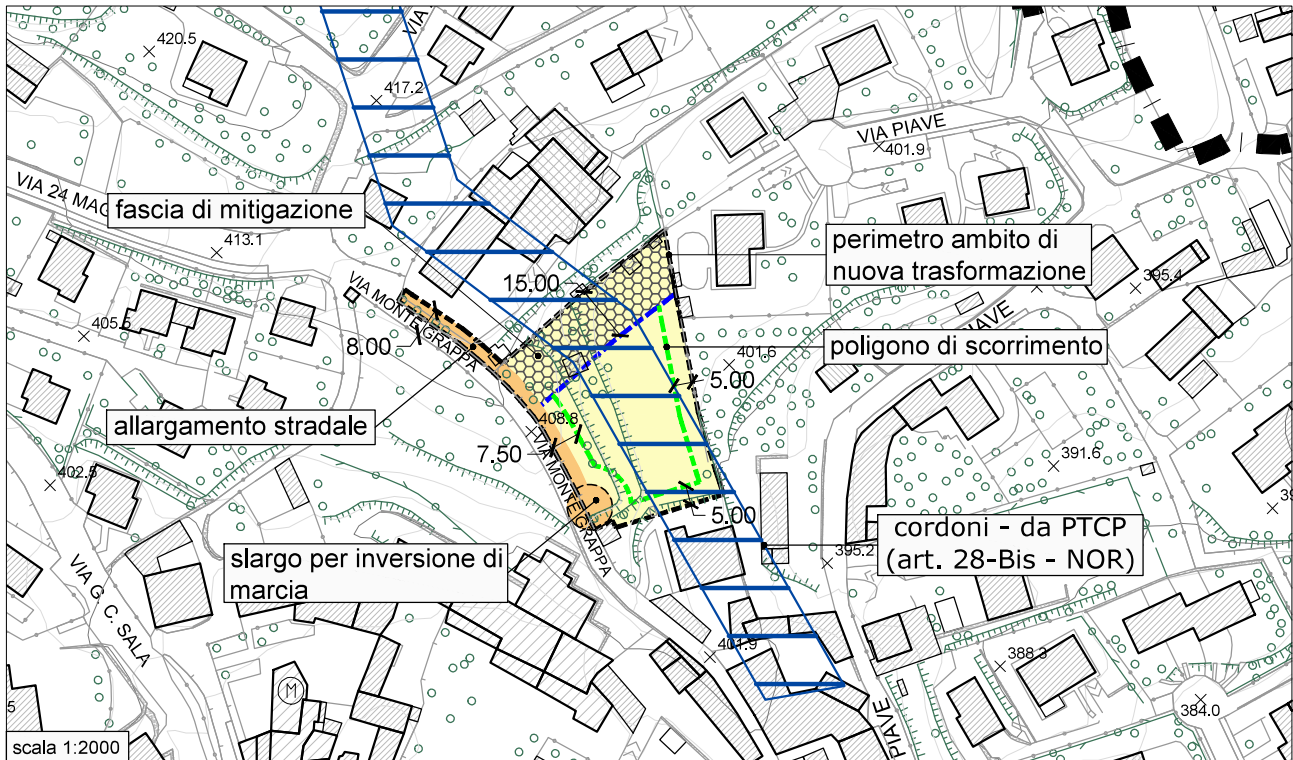 VIA
420.5
417.2
VIA PIAVE
401.9
VIA 24 MAG
fascia di mitigazione
413.1
perimetro ambito di
nuova trasformazione
395.4
15.00
VIA MONTE GRAPPA
405.5
8.00
PIAVE
poligono di scorrimento
401.6
5.00
allargamento stradale
408.8
7.50
VIA MONTE GRAPPA
402.5
391.6
5.00
cordoni - da PTCP
(art. 28-Bis - NOR)
395.2
slargo per inversione di
marcia
VIA G. C. SALA
401.9
388.3
M
384.0
PIAVE
5
scala 1:2000